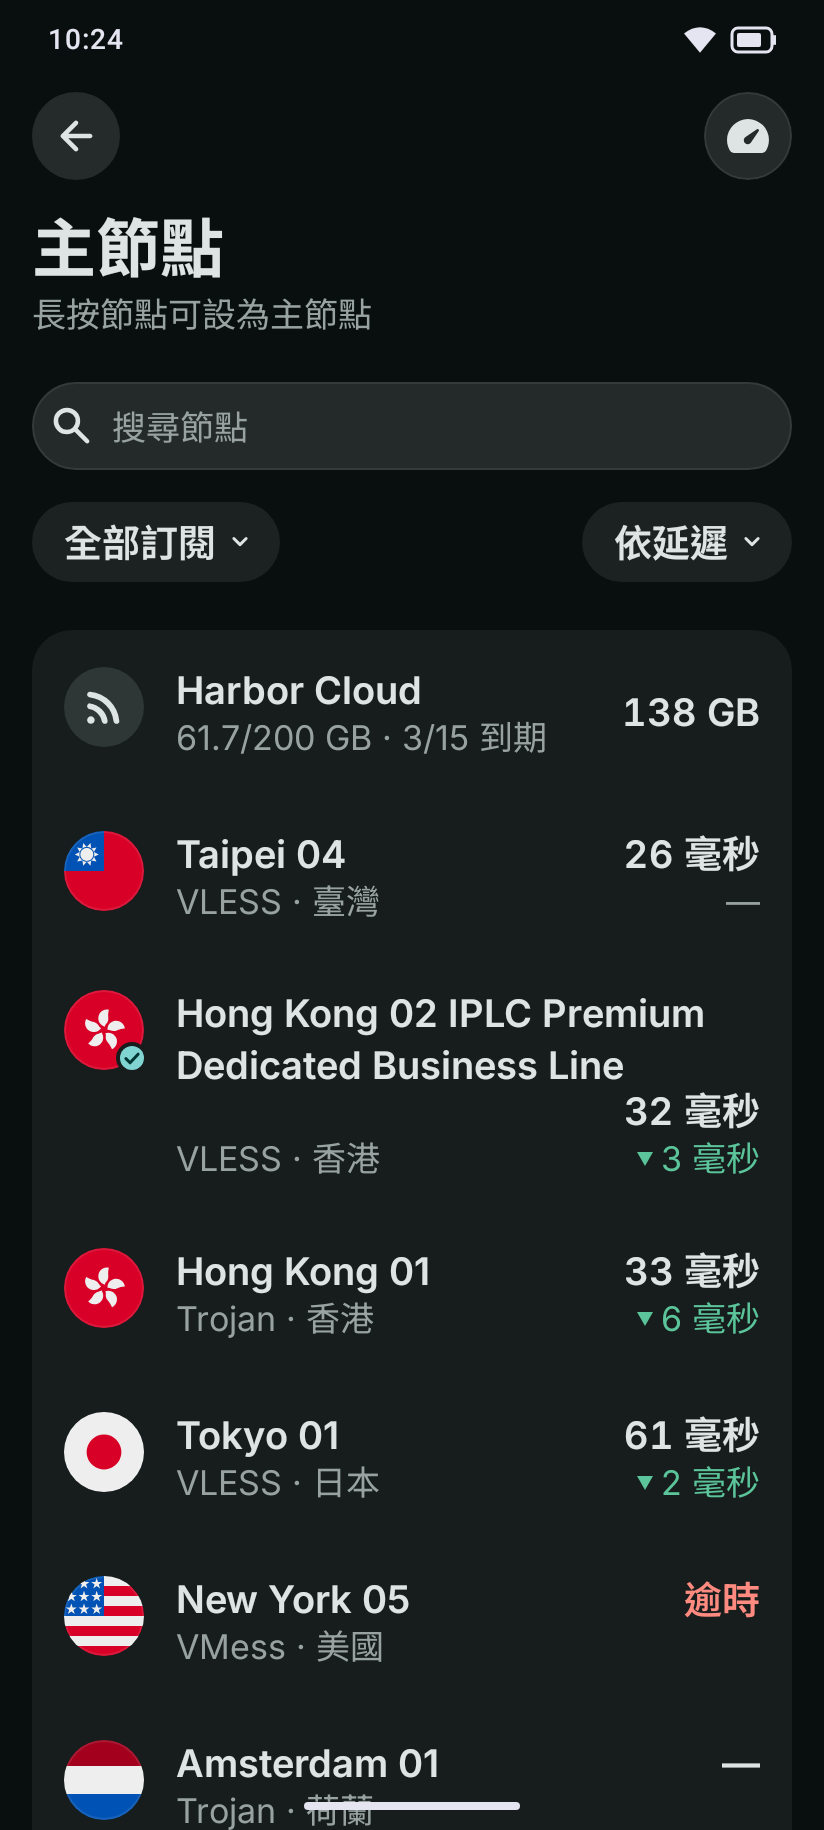 10:24
主節點
長按節點可設為主節點
搜尋節點
全部訂閱
依延遲
Harbor Cloud
138 GB
61.7/200 GB · 3/15 到期
Taipei 04
26 毫秒
VLESS · 臺灣
—
Hong Kong 02 IPLC Premium
Dedicated Business Line
32 毫秒
VLESS · 香港
▼3 毫秒
Hong Kong 01
33 毫秒
Trojan · 香港
▼6 毫秒
Tokyo 01
61 毫秒
VLESS · 日本
▼2 毫秒
New York 05
逾時
VMess · 美國
Amsterdam 01
—
Trojan · 荷蘭